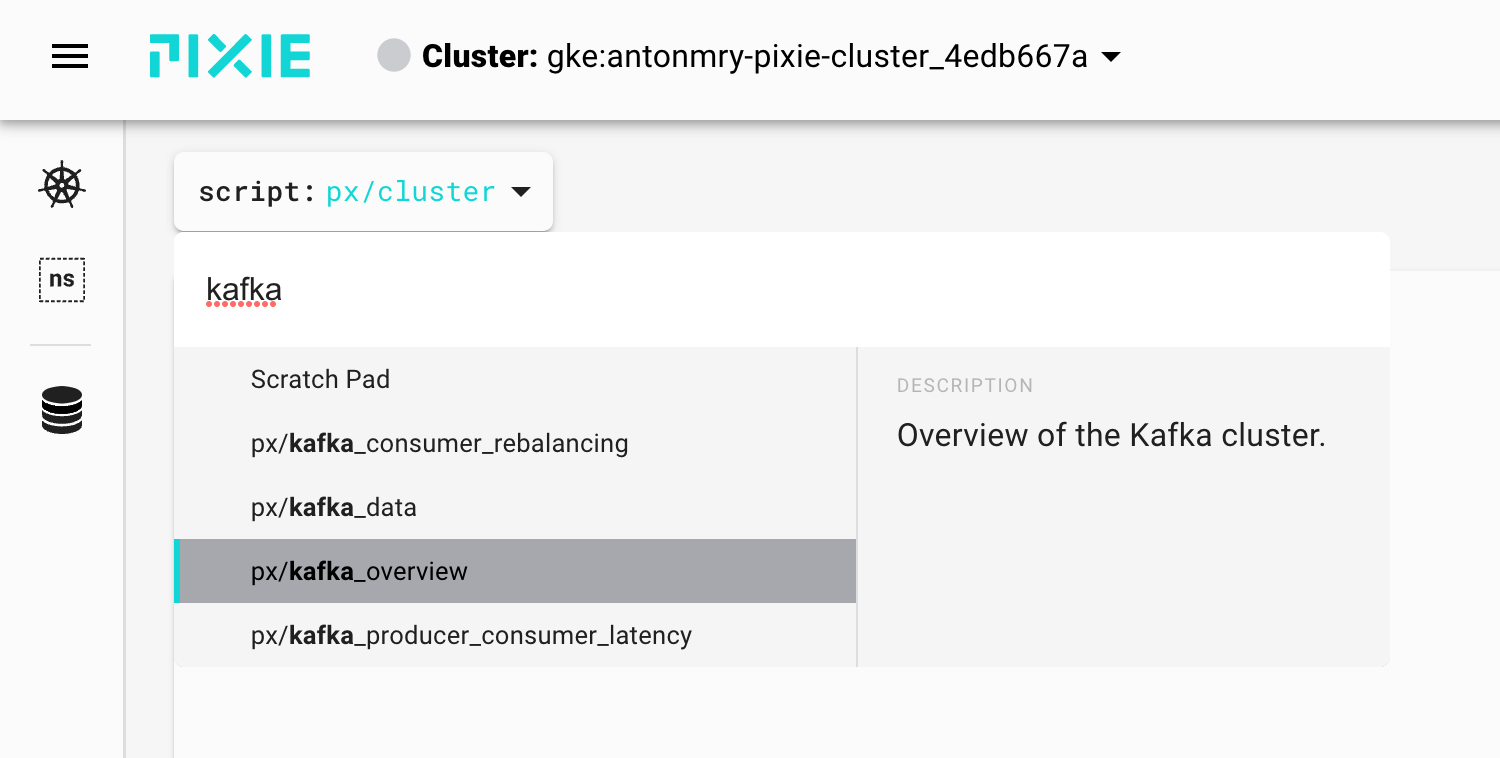 PIXIE
Cluster: gke:antonmry-pixie-cluster_4edb667a
script: px/cluster
ns
kafka
Scratch Pad
px/kafka_consumer_rebalancing
px/kafka_data
px/kafka_overview
px/kafka_producer_consumer_latency
DESCRIPTION
Overview of the Kafka cluster.